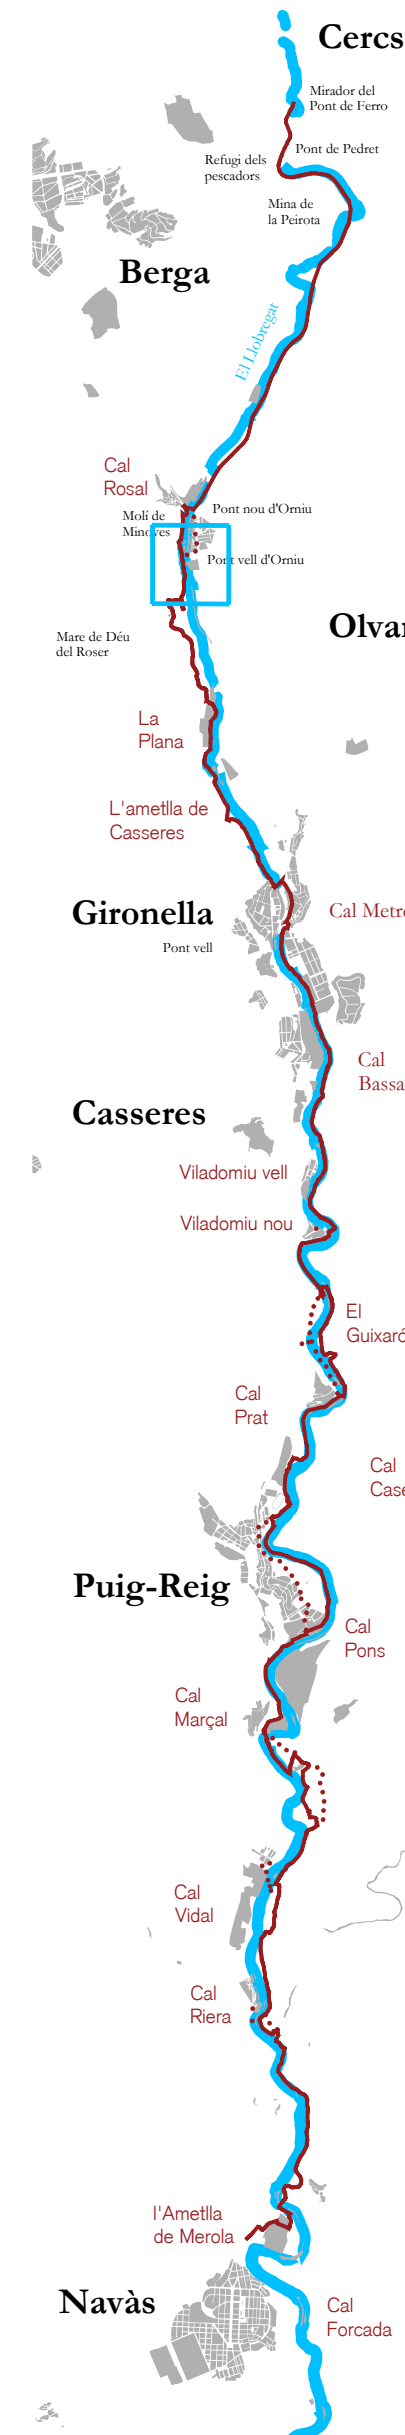 Cercs
Mirador del
Pont de Ferro
Pont de Pedret
Refugi dels
pescadors
Mina de
la Peirota
Berga
El Llobregat
Cal
Rosal
Pont nou d'Orniu
Molí de
Minoves
Pont vell d'Orniu
Mare de Déu
del Roser
La
Plana
L'ametlla de
Casseres
Gironella
Pont vell
Cal
Bassa
Casseres
Viladomiu vell
Viladomiu nou
El
Guixaró
Cal
Prat
Cal
Puig-Reig
Cal
Pons
Cal
Marçal
Cal
Vidal
Cal
Riera
l'Ametlla
de Merola
Navàs
Cal
Forcada